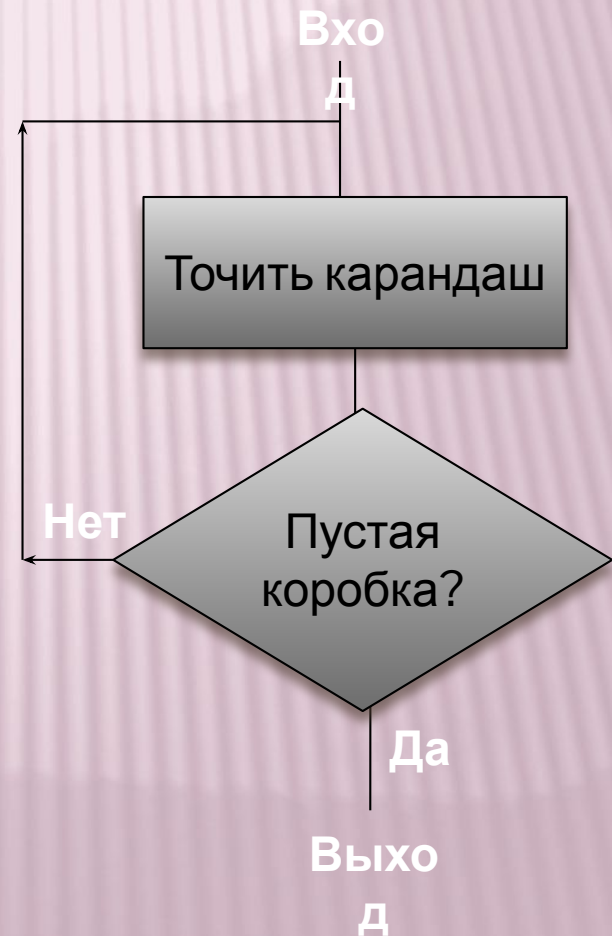 Вхо
д
Точить карандаш
Нет
Пустая
коробка?
Да
Выхо
д